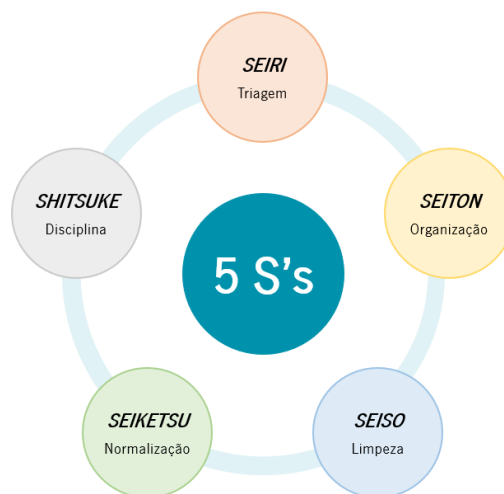 SEIRI
Triagem
SEITON
Organização
SEISO
Limpeza
SEIKETSU
Normalização
SHITSUKE
Disciplina
5 S's